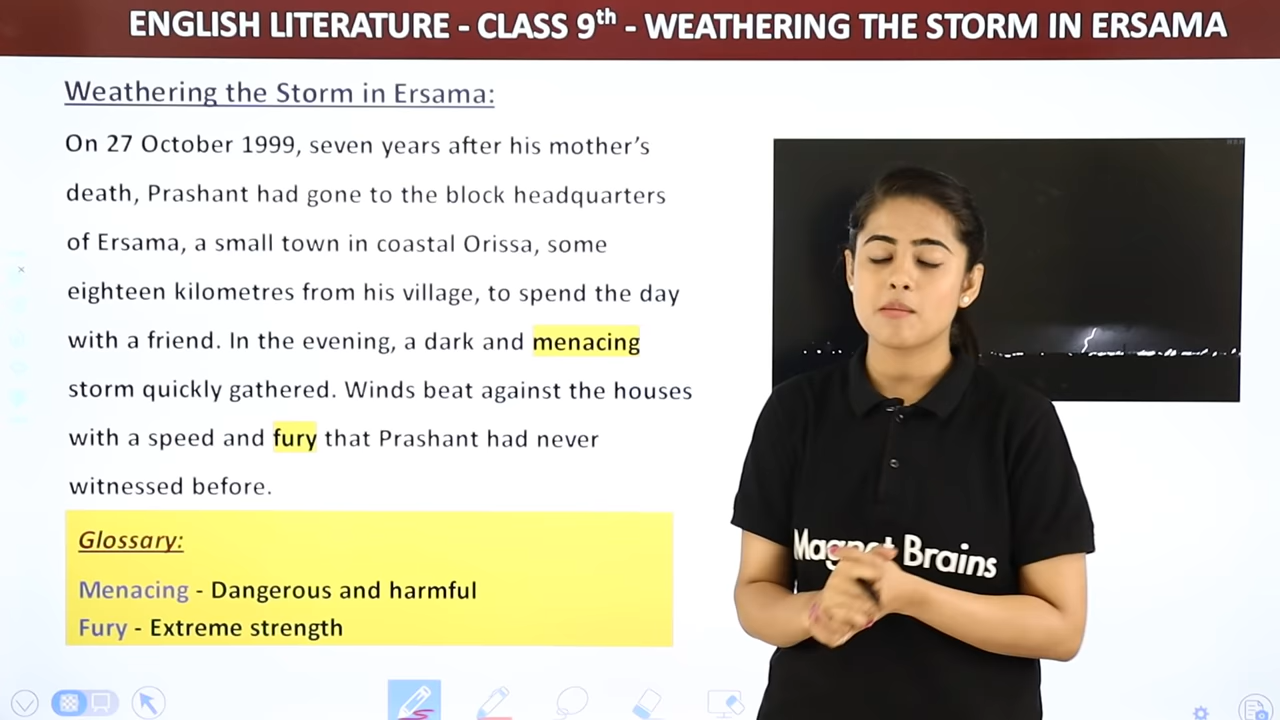 ENGLISH LITERATURE - CLASS 9th - WEATHERING THE STORM IN ERSAMA
Weathering the Storm in Ersama:
On 27 October 1999, seven years after his mother's
death, Prashant had gone to the block headquarters
of Ersama, a small town in coastal Orissa, some
eighteen kilometres from his village, to spend the day
with a friend. In the evening, a dark and menacing
storm quickly gathered. Winds beat against the houses
with a speed and fury that Prashant had never
witnessed before.
Glossary:
Menacing - Dangerous and harmful
Fury - Extreme strength
Magnet Brains